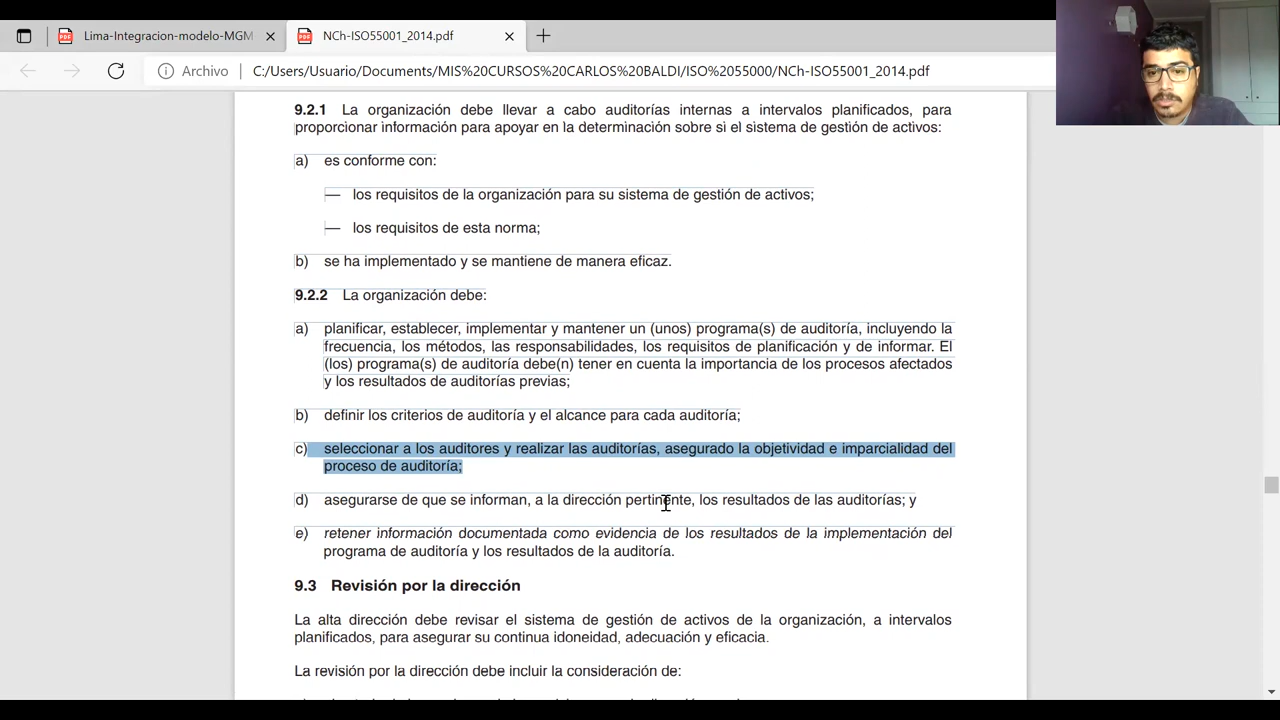 Lima-Integracion-modelo-MGM
NCh-ISO55001_2014.pdf
Archivo
C:/Users/Usuario/Documents/MIS%20CURSOS%20CARLOS%20BALDI/ISO%2055000/NCh-ISO55001_2014.pdf
9.2.1 La organización debe llevar a cabo auditorías internas a intervalos planificados, para
proporcionar información para apoyar en la determinación sobre si el sistema de gestión de activos:
a) es conforme con:
— los requisitos de la organización para su sistema de gestión de activos;
— los requisitos de esta norma;
b) se ha implementado y se mantiene de manera eficaz.
9.2.2 La organización debe:
a) planificar, establecer, implementar y mantener un (unos) programa(s) de auditoría, incluyendo la
frecuencia, los métodos, las responsabilidades, los requisitos de planificación y de informar. El
(los) programa(s) de auditoría debe(n) tener en cuenta la importancia de los procesos afectados
y los resultados de auditorías previas;
b) definir los criterios de auditoría y el alcance para cada auditoría;
c) seleccionar a los auditores y realizar las auditorías, asegurado la objetividad e imparcialidad del
proceso de auditoría;
d) asegurarse de que se informan, a la dirección pertinente, los resultados de las auditorías; y
e) retener información documentada como evidencia de los resultados de la implementación del
programa de auditoría y los resultados de la auditoría.
9.3 Revisión por la dirección
La alta dirección debe revisar el sistema de gestión de activos de la organización, a intervalos
planificados, para asegurar su continua idoneidad, adecuación y eficacia.
La revisión por la dirección debe incluir la consideración de: